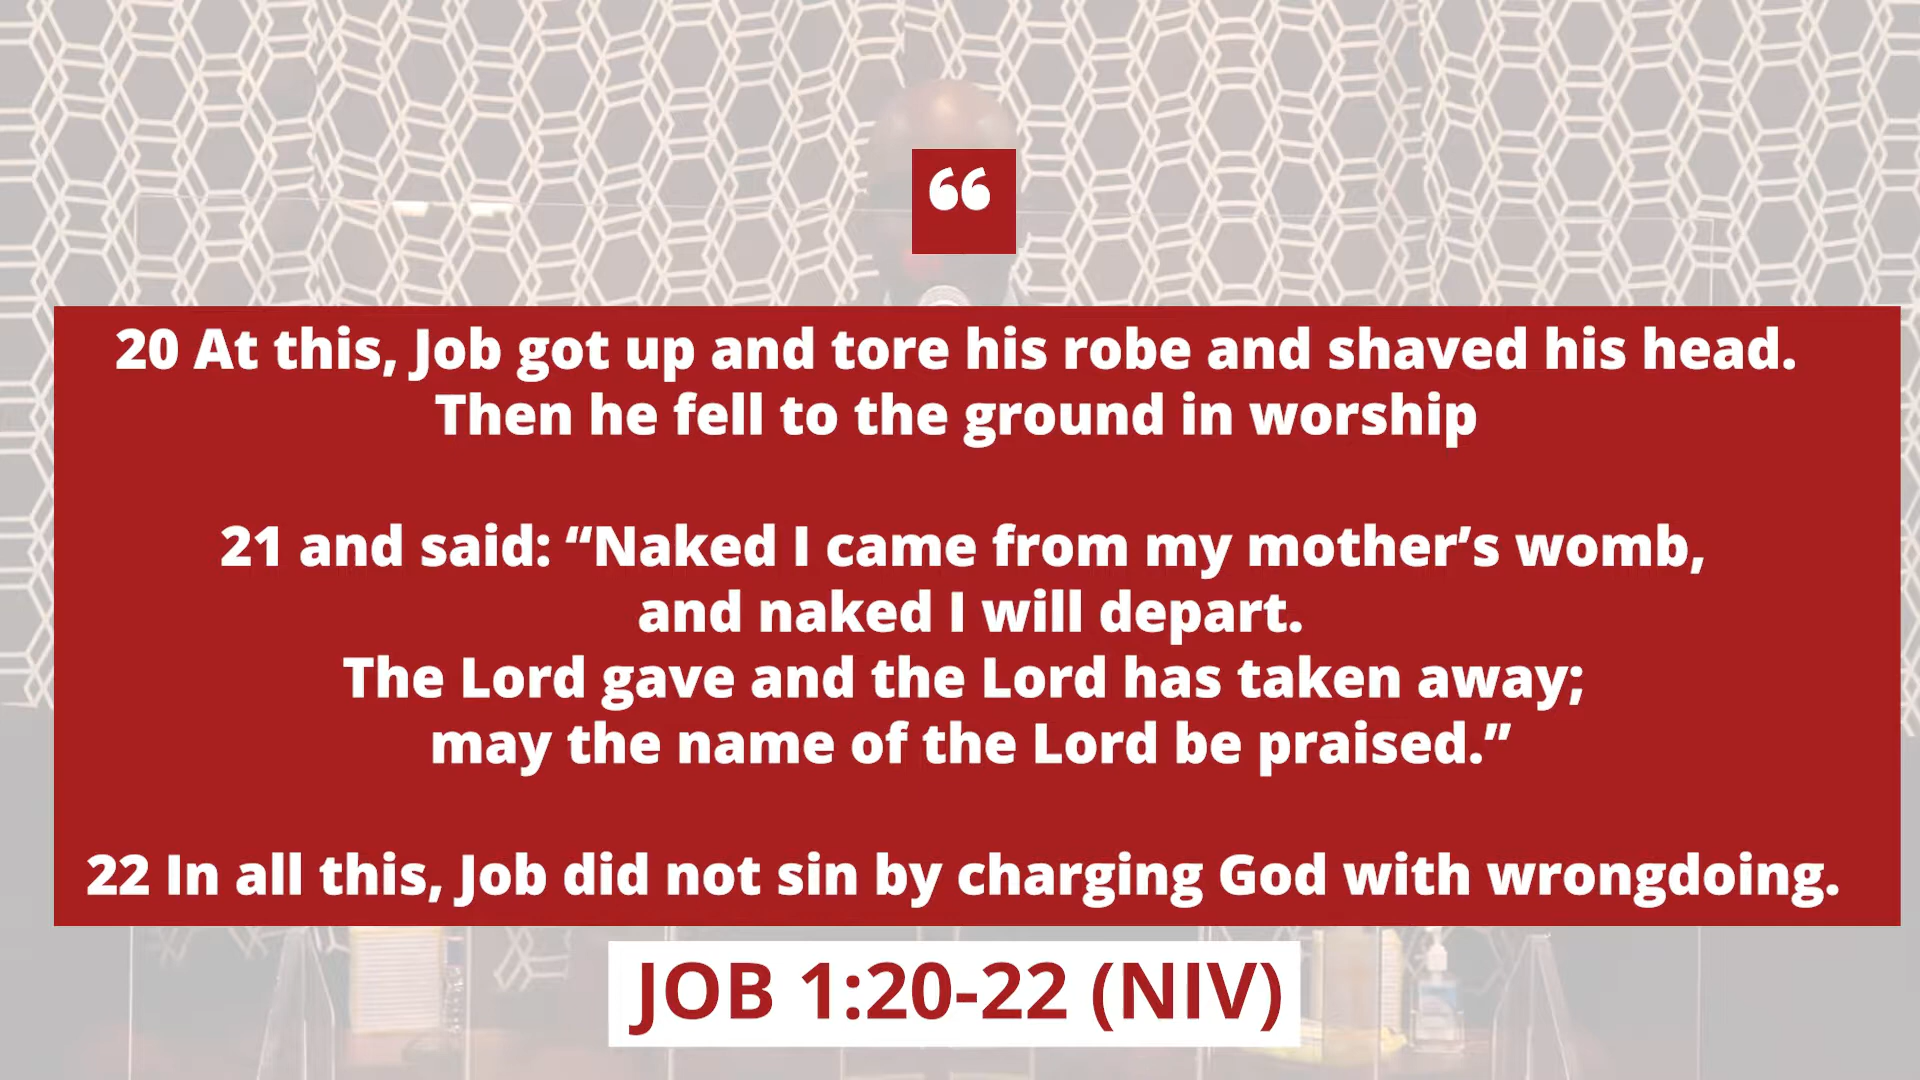 “
20 At this, Job got up and tore his robe and shaved his head.
Then he fell to the ground in worship
21 and said: “Naked I came from my mother’s womb,
and naked I will depart.
The Lord gave and the Lord has taken away;
may the name of the Lord be praised.”
22 In all this, Job did not sin by charging God with wrongdoing.
JOB 1:20-22 (NIV)